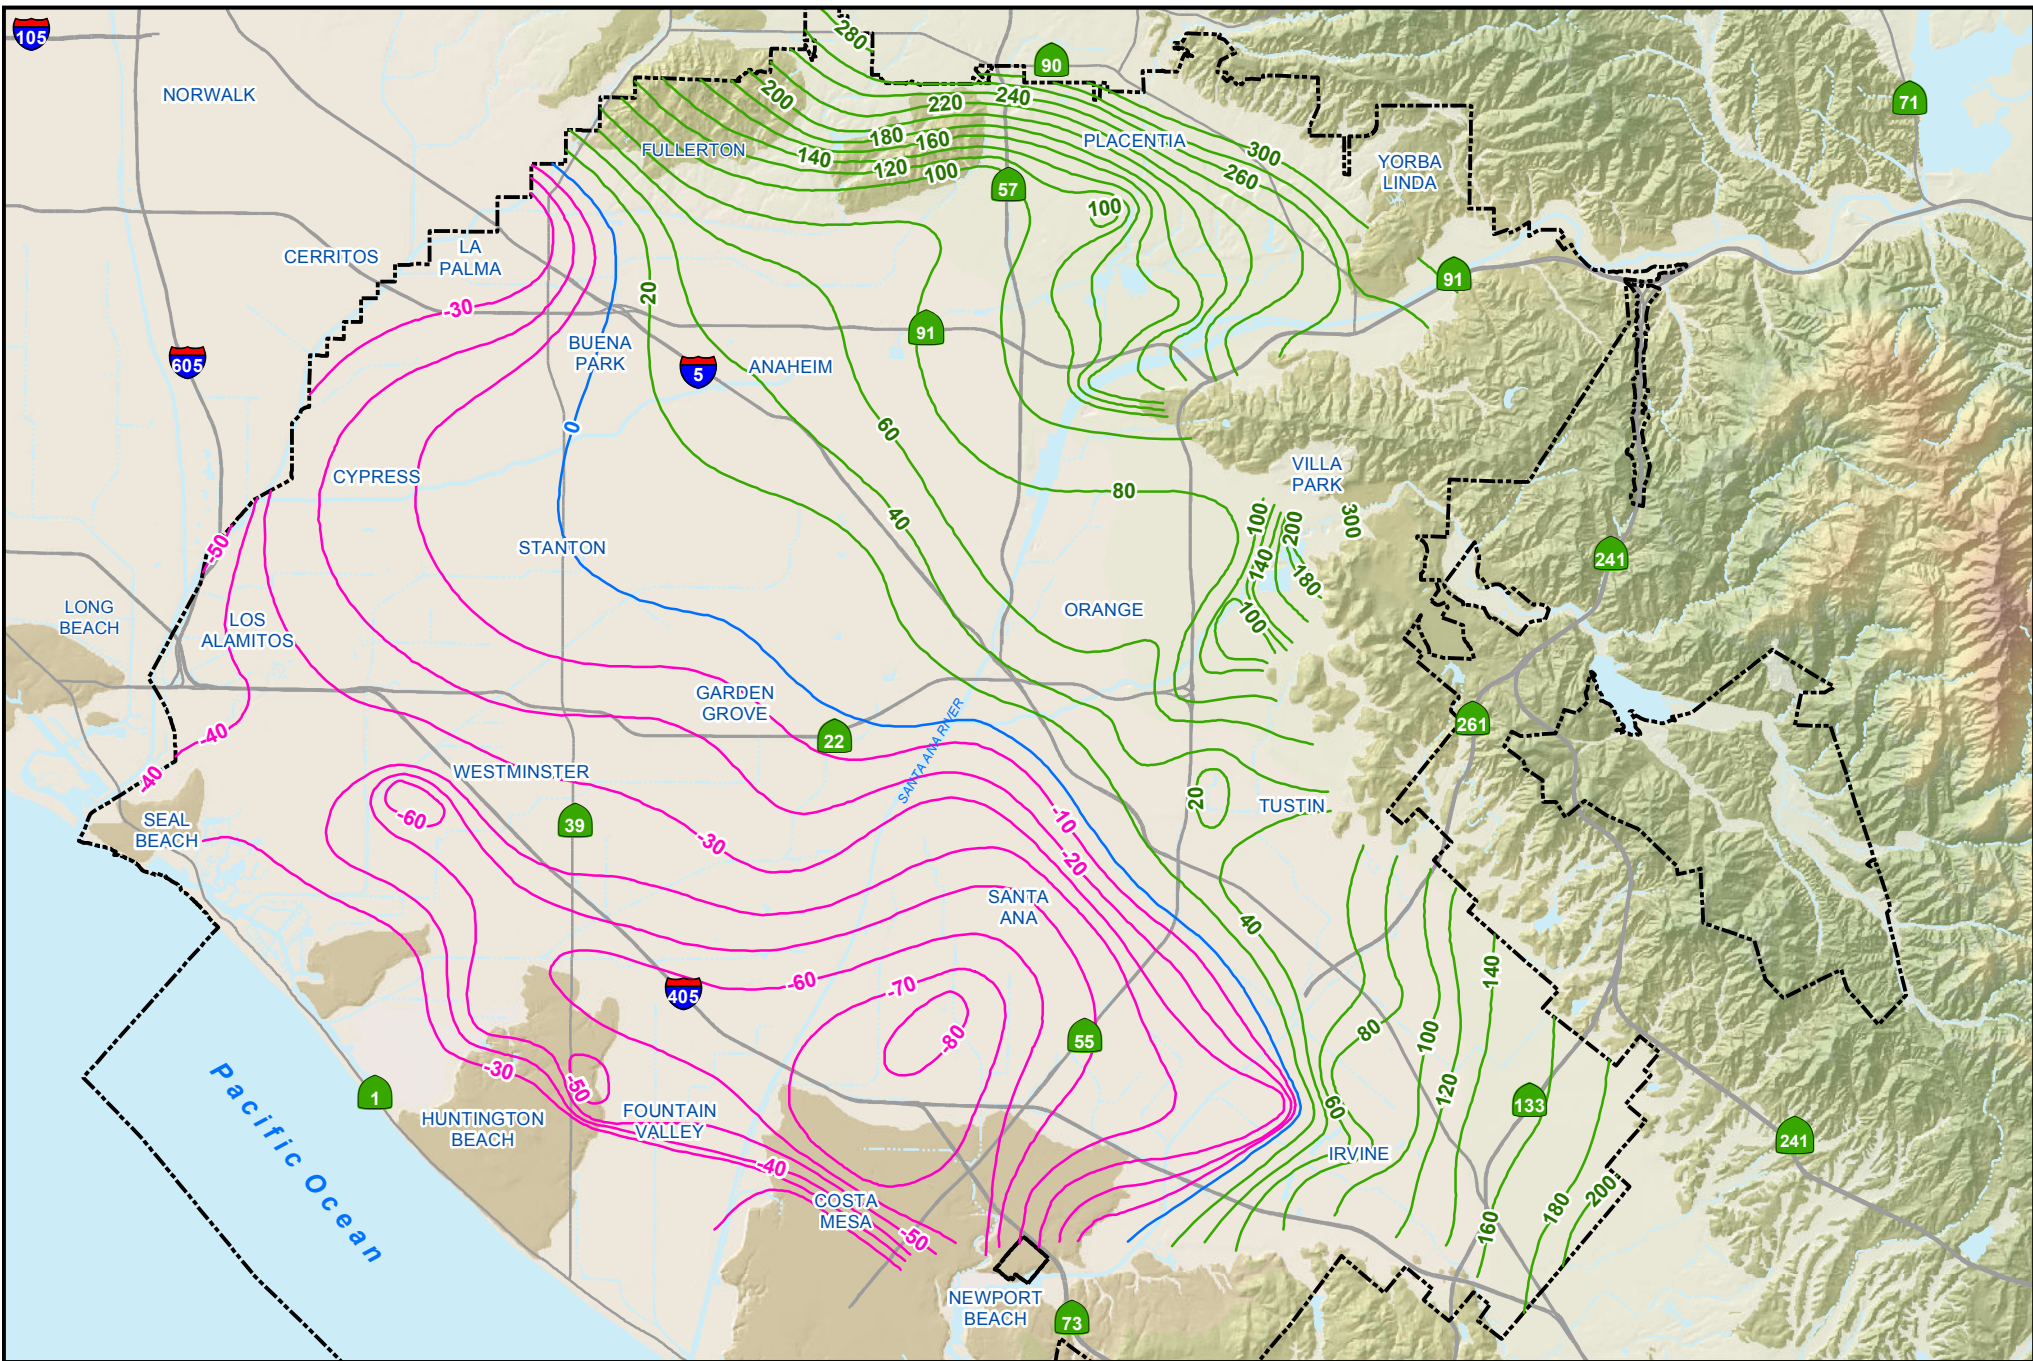 105
280
90
71
NORWALK
200
220
240
180
160
PLACENTIA
FULLERTON
140
120
100
300
260
YORBA
LINDA
57
100
CERRITOS
LA
PALMA
20
91
-30
91
BUENA
PARK
605
5
ANAHEIM
0
60
CYPRESS
VILLA
PARK
80
40
100
200
300
140
STANTON
-50
180
241
LONG
BEACH
LOS
ALAMITOS
ORANGE
100
GARDEN
GROVE
SANTA ANA RIVER
261
-40
22
-40
WESTMINSTER
20
TUSTIN
-60
SEAL
BEACH
39
-30
-10
-20
SANTA
ANA
40
405
-60
-70
140
-80
55
80
100
-30
-50
120
1
133
60
Pacific Ocean
HUNTINGTON
BEACH
FOUNTAIN
VALLEY
241
IRVINE
-40
COSTA
MESA
-50
160
180
200
NEWPORT
BEACH
73